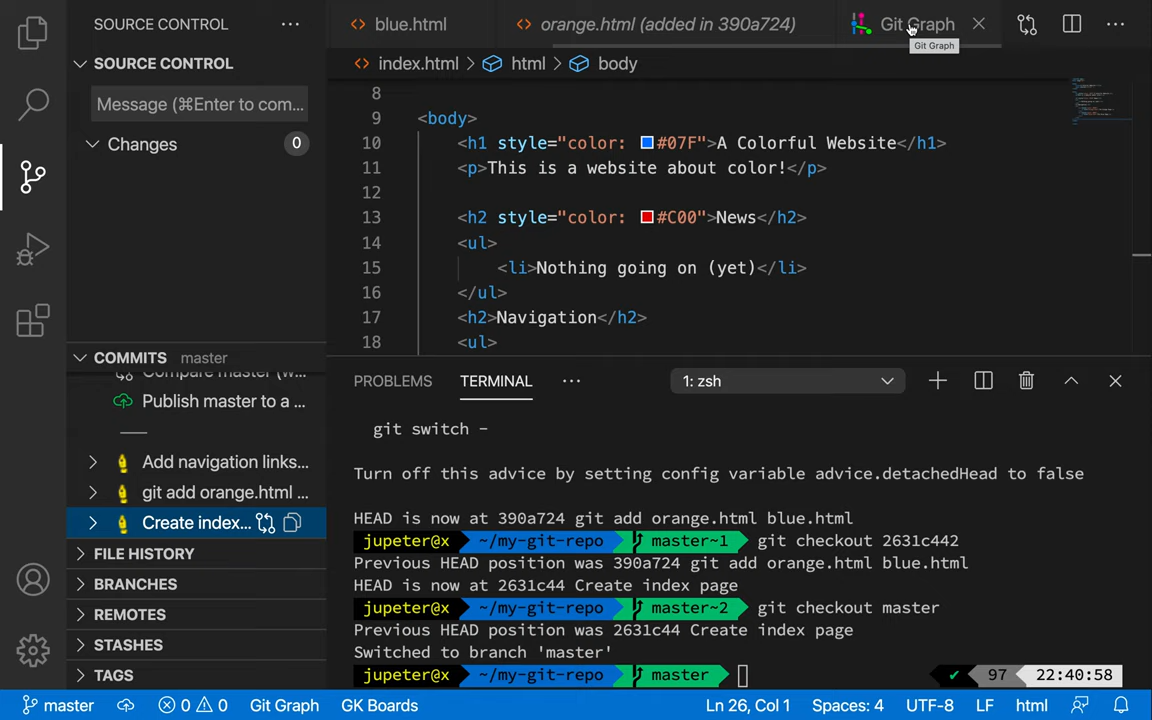 SOURCE CONTROL
SOURCE CONTROL
Message (⌘Enter to com...
Changes
0
COMMITS master
Compare master (w...
Publish master to a ...
Add navigation links...
git add orange.html ...
Create index...
FILE HISTORY
BRANCHES
REMOTES
STASHES
TAGS
blue.html
orange.html (added in 390a724)
Git Graph
Git Graph
index.html > html > body
8
9 <body>
10 <h1 style="color: #07F">A Colorful Website</h1>
11 <p>This is a website about color!</p>
12
13 <h2 style="color: #C00">News</h2>
14 <ul>
15 <li>Nothing going on (yet)</li>
16 </ul>
17 <h2>Navigation</h2>
18 <ul>
PROBLEMS TERMINAL ... 1: zsh
git switch -
Turn off this advice by setting config variable advice.detachedHead to false
HEAD is now at 390a724 git add orange.html blue.html
jupeter@x ~/my-git-repo master~1 git checkout 2631c442
Previous HEAD position was 390a724 git add orange.html blue.html
HEAD is now at 2631c44 Create index page
jupeter@x ~/my-git-repo master~2 git checkout master
Previous HEAD position was 2631c44 Create index page
Switched to branch 'master'
jupeter@x ~/my-git-repo master ✔ 97 22:40:58
master 0 0 Git Graph GK Boards Ln 26, Col 1 Spaces: 4 UTF-8 LF html